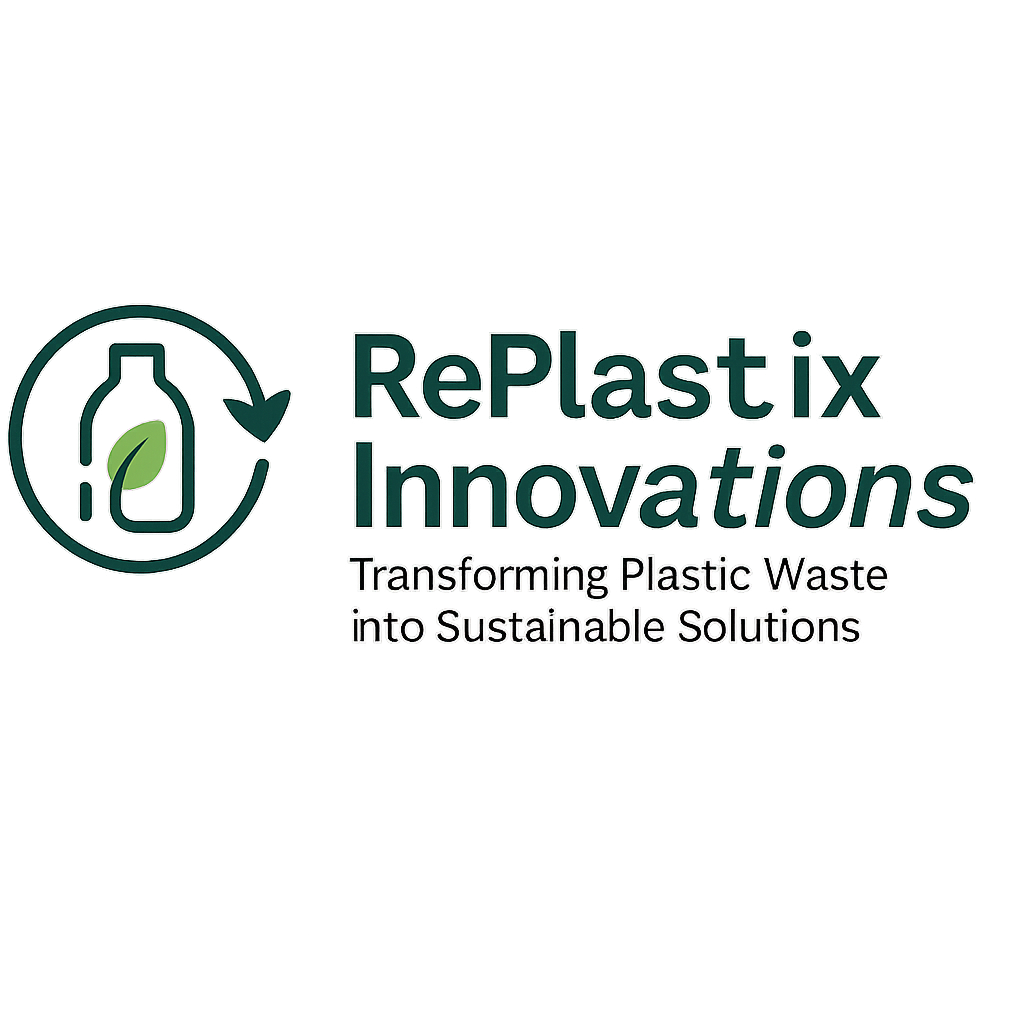 RePlastix
Innovations
Transforming Plastic Waste
into Sustainable Solutions